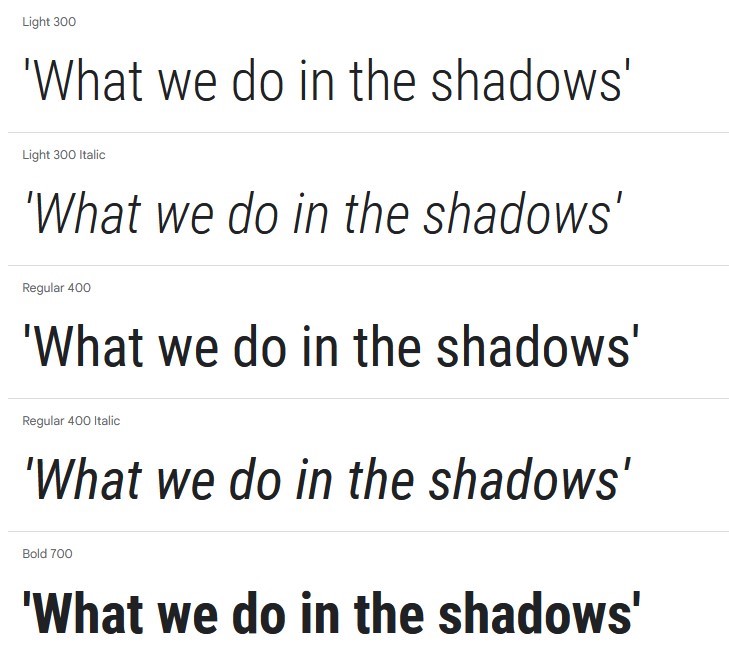 Light 300
'What we do in the shadows'
Light 300 Italic
'What we do in the shadows'
Regular 400
'What we do in the shadows'
Regular 400 Italic
'What we do in the shadows'
Bold 700
'What we do in the shadows'